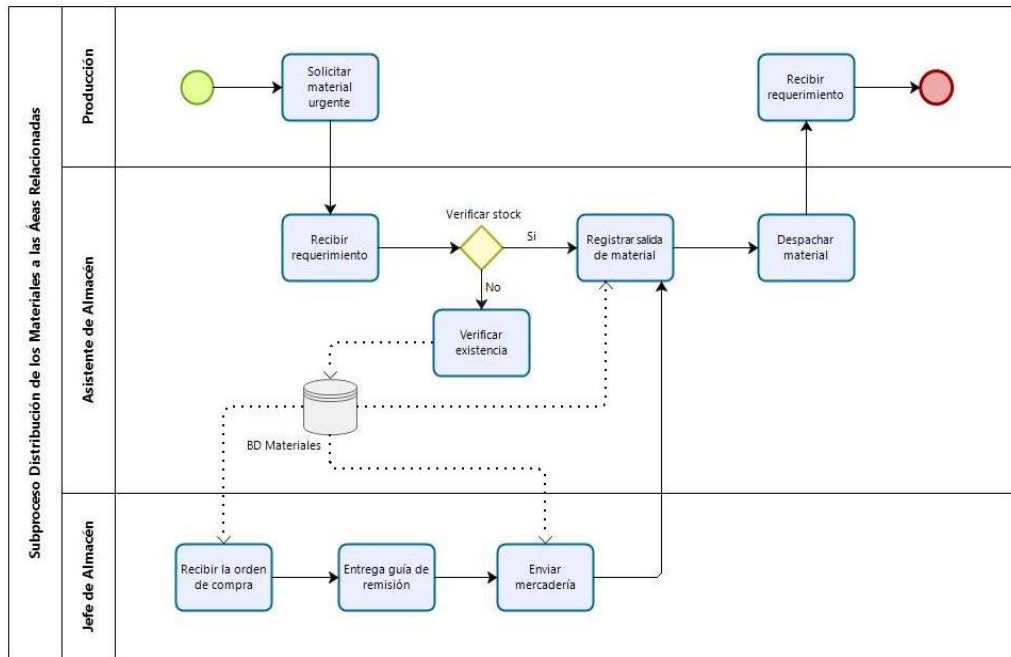 Subproceso Distribución de los Materiales a las Áeas Relacionadas
Producción
Solicitar
material
urgente
Recibir
requerimiento
Asistente de Almacén
Recibir
requerimiento
Verificar stock
Si
No
Registrar salida
de material
Despachar
material
Verificar
existencia
BD Materiales
Jefe de Almacén
Recibir la orden
de compra
Entrega guía de
remisión
Enviar
mercadería